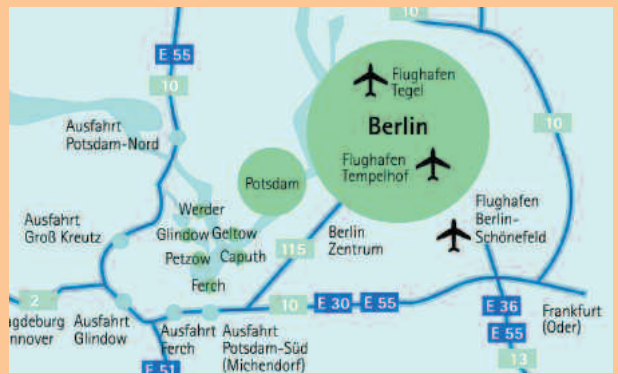 10
E 55
10
Flughafen
Tegel
Berlin
10
Ausfahrt
Potsdam-Nord
Flughafen
Tempelhof
Potsdam
Flughafen
Berlin-
Schönefeld
Werder
Ausfahrt
Groß Kreutz
Glindow Geltow
Petzow Caputh
Ferch
115
Berlin
Zentrum
2
10
E 30
E 55
E 36
E 55
Frankfurt
(Oder)
Ausfahrt
Glindow
Ausfahrt
Ferch
Ausfahrt
Potsdam-Süd
(Michendorf)
E 51
13